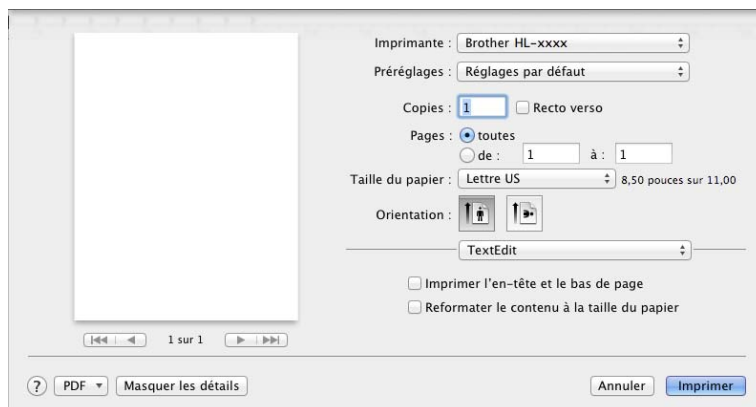 Imprimante : Brother HL-xxxx
Préréglages : Réglages par défaut
Copies : 1 Recto verso
Pages : toutes
de : 1 à : 1
Taille du papier : Lettre US 8,50 pouces sur 11,00
Orientation :
TextEdit
Imprimer l'en-tête et le bas de page
Reformater le contenu à la taille du papier
1 sur 1
? PDF Masquer les détails Annuler Imprimer